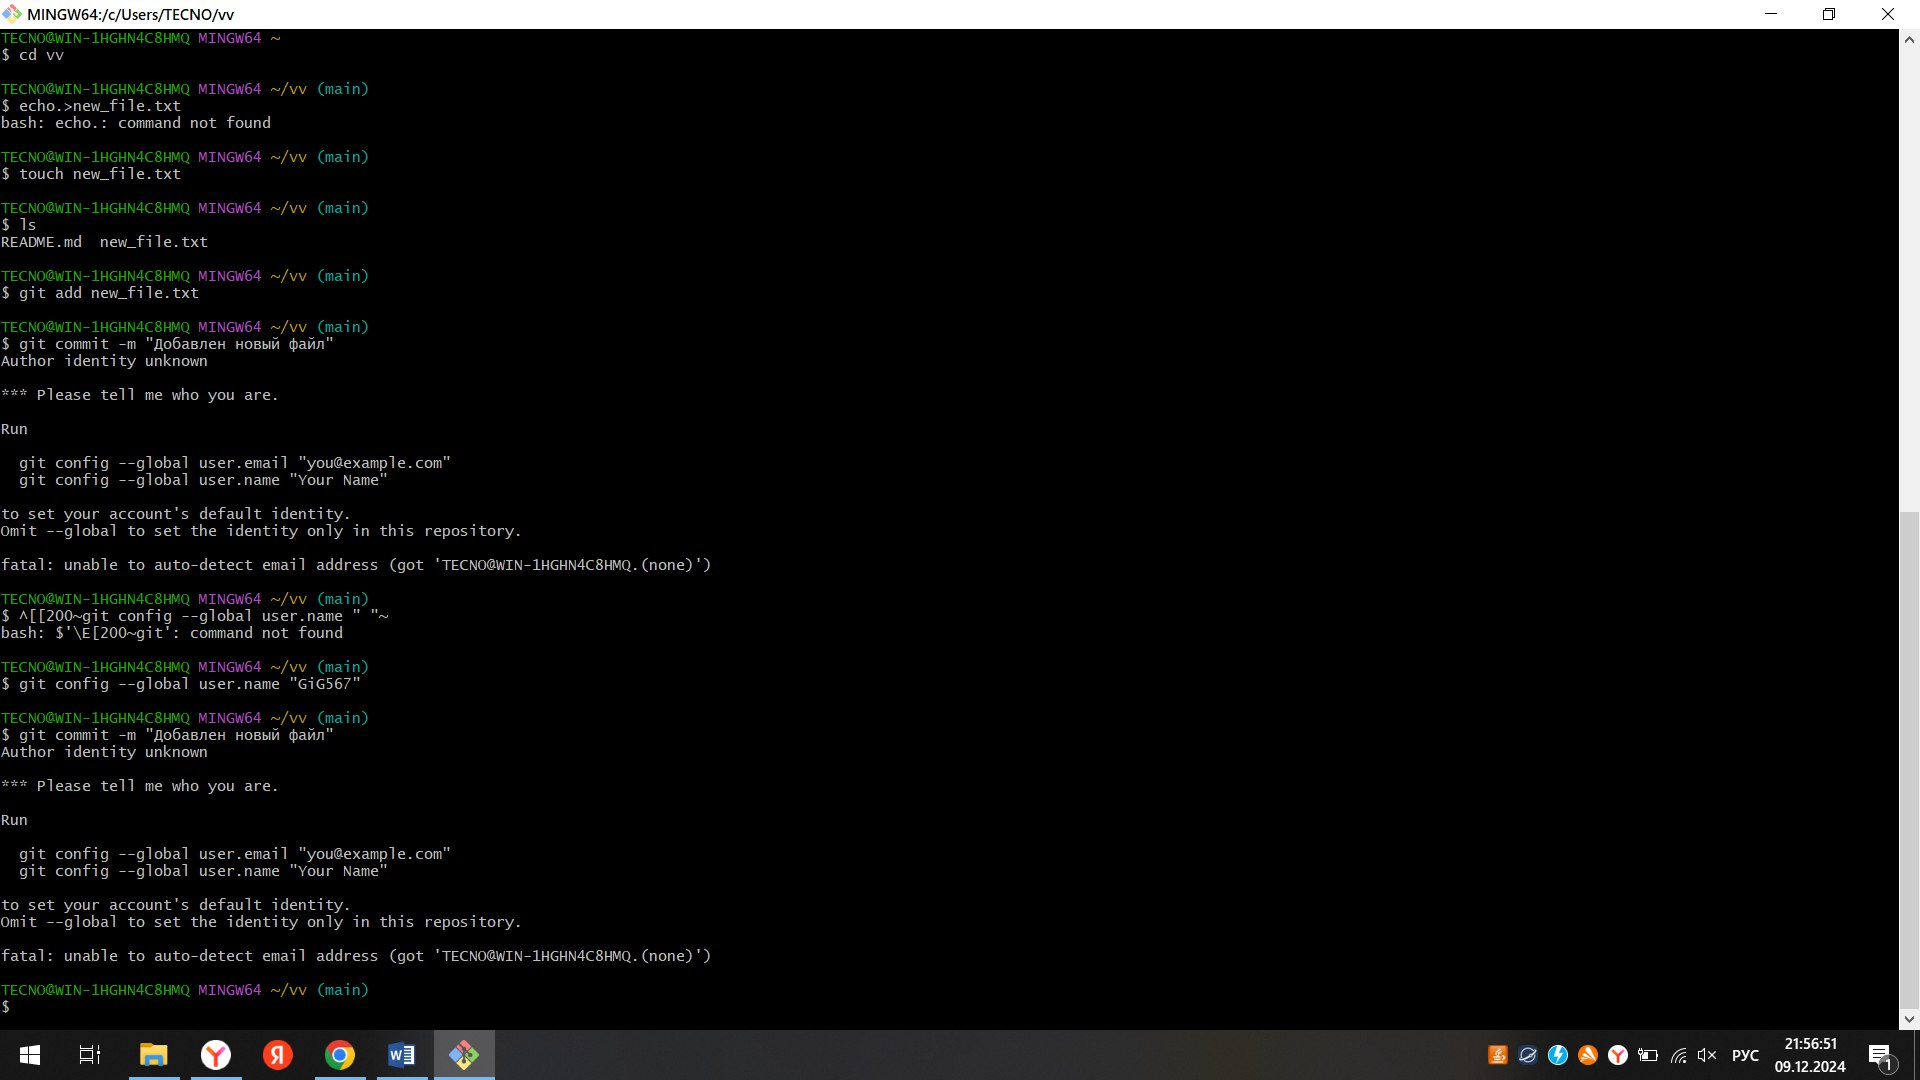 MINGW64:/c/Users/TECNO/vv
TECNO@WIN-1HGHN4C8HMQ MINGW64 ~
$ cd vv
TECNO@WIN-1HGHN4C8HMQ MINGW64 ~/vv (main)
$ echo.>new_file.txt
bash: echo.: command not found
TECNO@WIN-1HGHN4C8HMQ MINGW64 ~/vv (main)
$ touch new_file.txt
TECNO@WIN-1HGHN4C8HMQ MINGW64 ~/vv (main)
$ ls
README.md  new_file.txt
TECNO@WIN-1HGHN4C8HMQ MINGW64 ~/vv (main)
$ git add new_file.txt
TECNO@WIN-1HGHN4C8HMQ MINGW64 ~/vv (main)
$ git commit -m "Добавлен новый файл"
Author identity unknown
*** Please tell me who you are.
Run
  git config --global user.email "you@example.com"
  git config --global user.name "Your Name"
to set your account's default identity.
Omit --global to set the identity only in this repository.
fatal: unable to auto-detect email address (got 'TECNO@WIN-1HGHN4C8HMQ.(none)')
TECNO@WIN-1HGHN4C8HMQ MINGW64 ~/vv (main)
$ ^[[200~git config --global user.name " "~
bash: $'\E[200~git': command not found
TECNO@WIN-1HGHN4C8HMQ MINGW64 ~/vv (main)
$ git config --global user.name "GiG567"
TECNO@WIN-1HGHN4C8HMQ MINGW64 ~/vv (main)
$ git commit -m "Добавлен новый файл"
Author identity unknown
*** Please tell me who you are.
Run
  git config --global user.email "you@example.com"
  git config --global user.name "Your Name"
to set your account's default identity.
Omit --global to set the identity only in this repository.
fatal: unable to auto-detect email address (got 'TECNO@WIN-1HGHN4C8HMQ.(none)')
TECNO@WIN-1HGHN4C8HMQ MINGW64 ~/vv (main)
$
РУС
21:56:51
09.12.2024
1